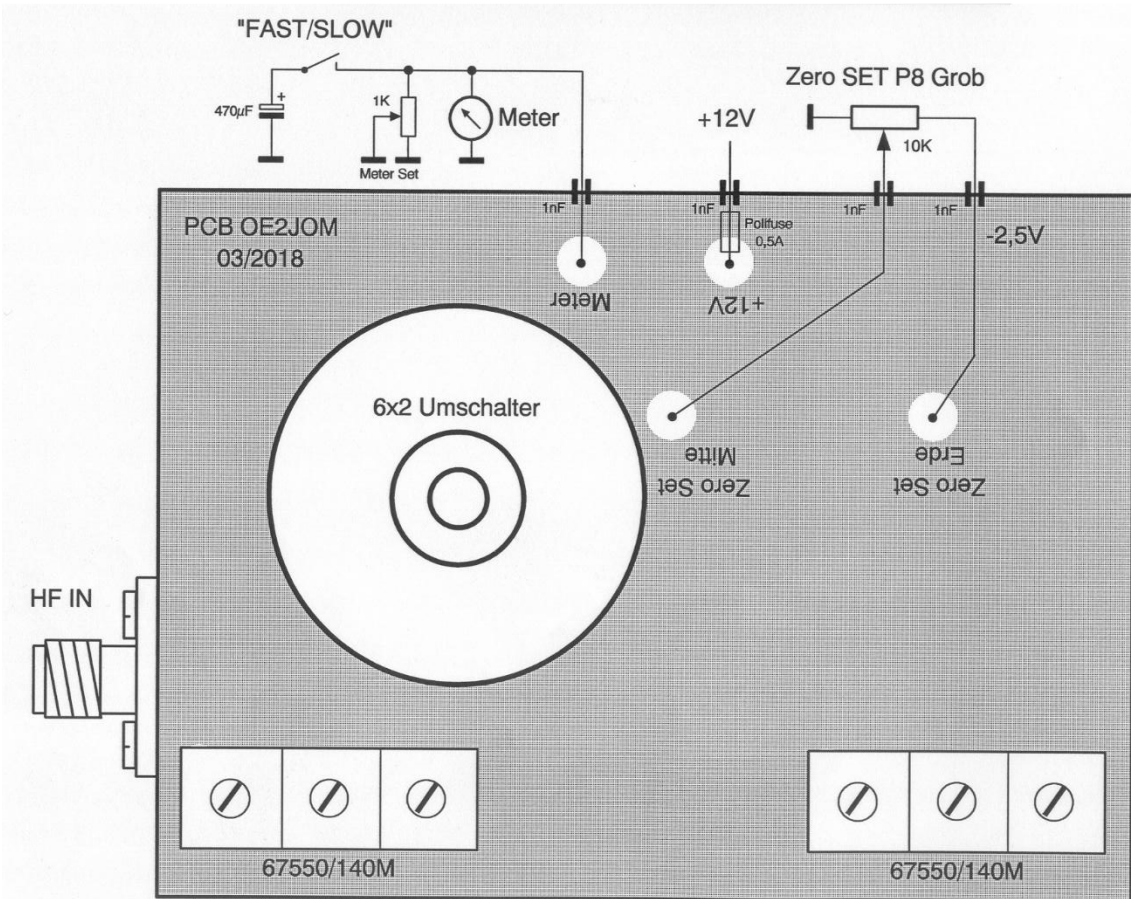 "FAST/SLOW"
470µF
+
1K
Meter
Meter Set
+12V
Zero SET P8 Grob
10K
1nF
1nF
1nF
1nF
Polifuse
0,5A
-2,5V
PCB OE2JOM
03/2018
Meter
+12V
6x2 Umschalter
Zero Set
Mitte
Zero Set
Erde
HF IN
67550/140M
67550/140M